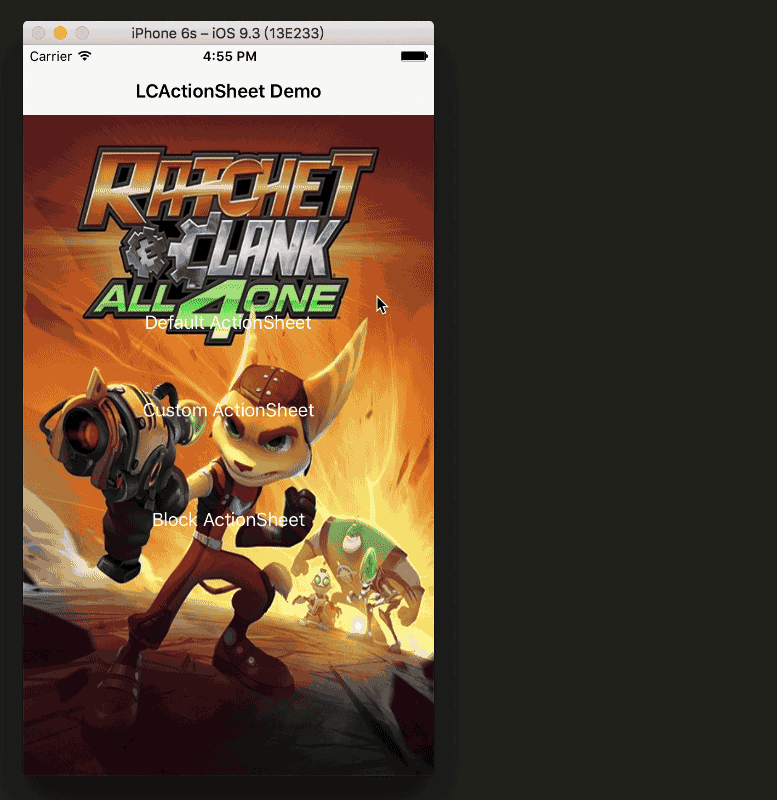 iPhone 6s – iOS 9.3 (13E233)
Carrier 4:55 PM
LCActionSheet Demo
RATCHET
& CLANK
ALL 4 ONE
Default ActionSheet
Custom ActionSheet
Block ActionSheet